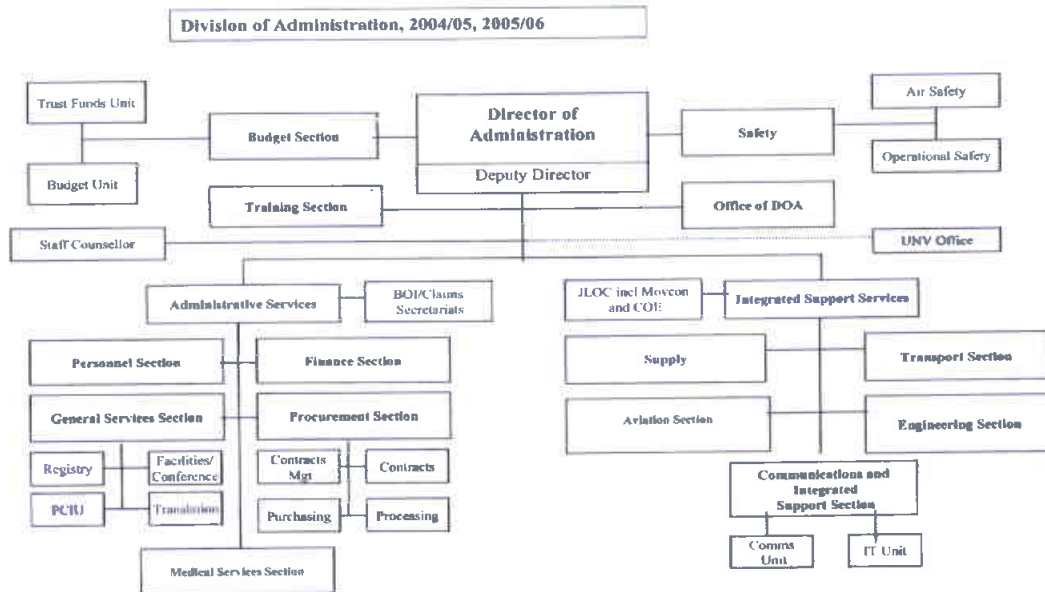 Division of Administration, 2004/05, 2005/06
Trust Funds Unit
Budget Section
Budget Unit
Director of
Administration
Deputy Director
Safety
Air Safety
Operational Safety
Training Section
Office of DOA
Staff Counsellor
UNV Office
Administrative Services
BOI/Claims
Secretariats
JLOC incl Movcon
and COE
Integrated Support Services
Personnel Section
Finance Section
Supply
Transport Section
General Services Section
Procurement Section
Aviation Section
Engineering Section
Registry
Facilities/
Conference
Contracts
Mgt
Contracts
PCIU
Translation
Purchasing
Processing
Communications and
Integrated
Support Section
Comms
Unit
IT Unit
Medical Services Section